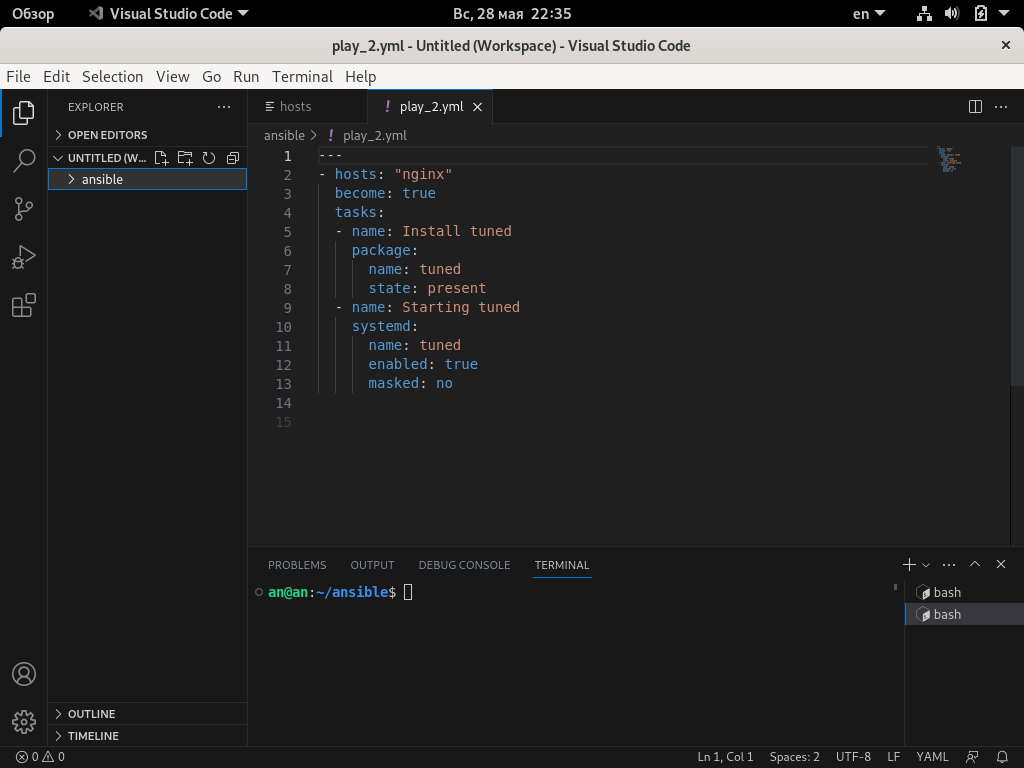 Обзор Visual Studio Code Вс, 28 мая 22:35 en
play_2.yml - Untitled (Workspace) - Visual Studio Code
File Edit Selection View Go Run Terminal Help
EXPLORER
OPEN EDITORS
UNTITLED (W...
ansible
hosts
play_2.yml
ansible > play_2.yml
1 ---
2 - hosts: "nginx"
3   become: true
4   tasks:
5   - name: Install tuned
6     package:
7       name: tuned
8       state: present
9   - name: Starting tuned
10     systemd:
11       name: tuned
12       enabled: true
13       masked: no
14
15
PROBLEMS OUTPUT DEBUG CONSOLE TERMINAL
an@an:~/ansible$
bash
bash
OUTLINE
TIMELINE
0 0 Ln 1, Col 1 Spaces: 2 UTF-8 LF YAML